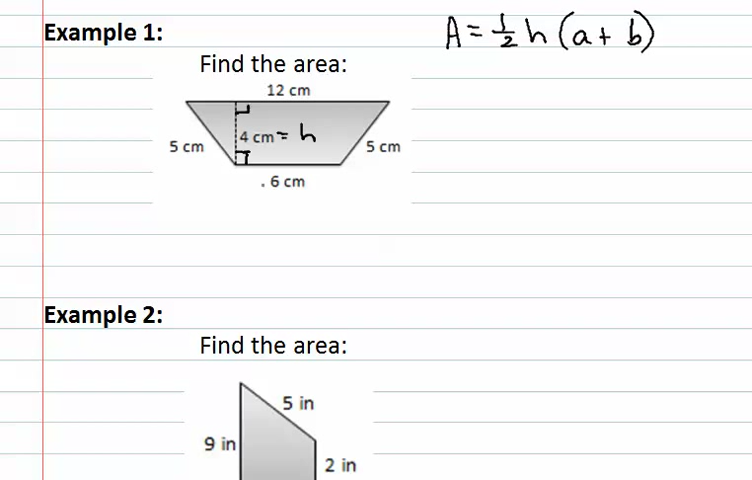 Example 1:
A = 1/2 h (a + b)
Find the area:
12 cm
4 cm = h
5 cm
5 cm
. 6 cm
Example 2:
Find the area:
5 in
9 in
2 in